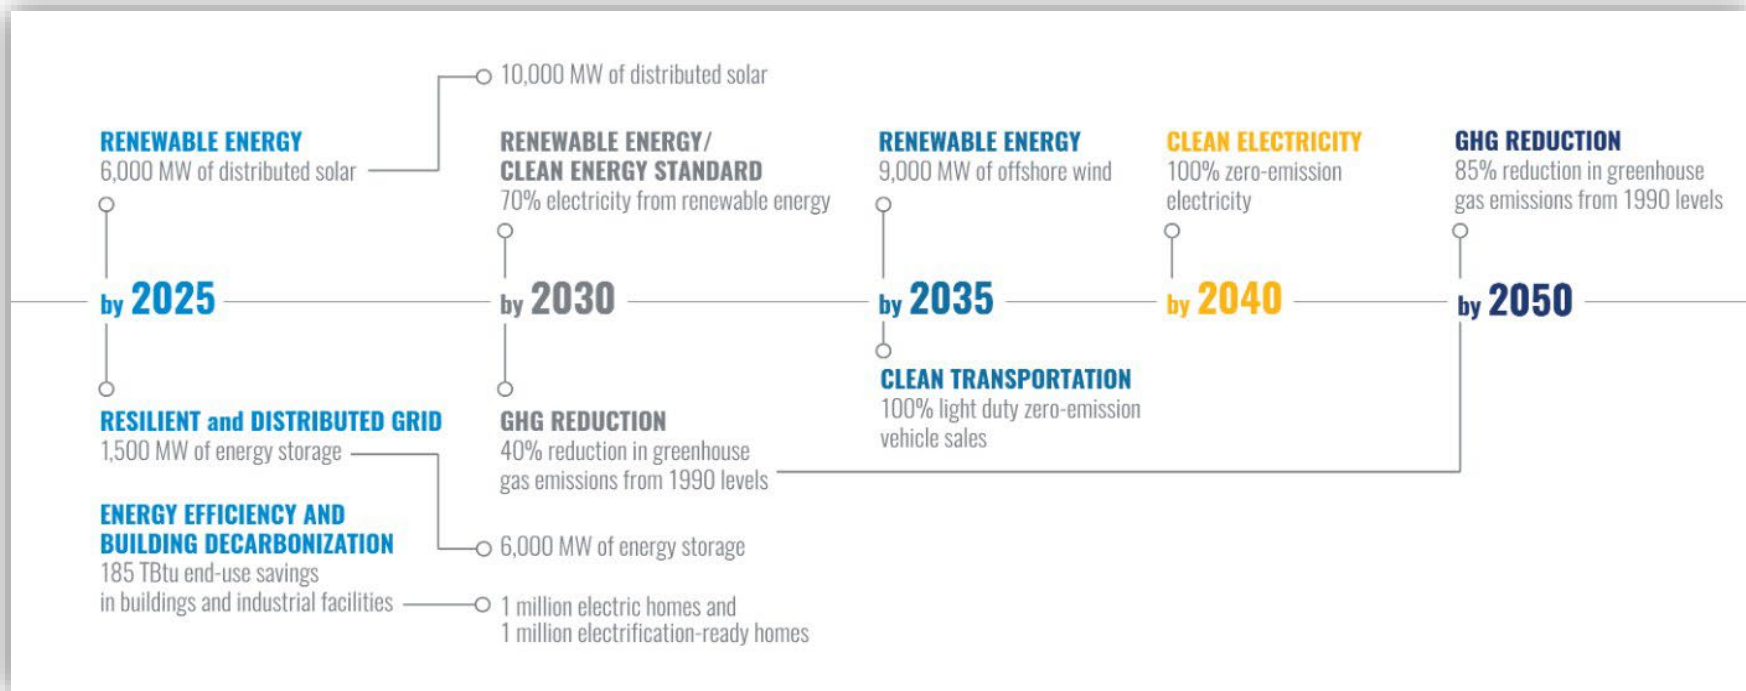 10,000 MW of distributed solar
RENEWABLE ENERGY
6,000 MW of distributed solar
RENEWABLE ENERGY/
CLEAN ENERGY STANDARD
70% electricity from renewable energy
RENEWABLE ENERGY
9,000 MW of offshore wind
CLEAN ELECTRICITY
100% zero-emission
electricity
GHG REDUCTION
85% reduction in greenhouse
gas emissions from 1990 levels
by 2025
by 2030
by 2035
by 2040
by 2050
RESILIENT and DISTRIBUTED GRID
1,500 MW of energy storage
ENERGY EFFICIENCY AND
BUILDING DECARBONIZATION
185 TBtu end-use savings
in buildings and industrial facilities
GHG REDUCTION
40% reduction in greenhouse
gas emissions from 1990 levels
6,000 MW of energy storage
1 million electric homes and
1 million electrification-ready homes
CLEAN TRANSPORTATION
100% light duty zero-emission
vehicle sales